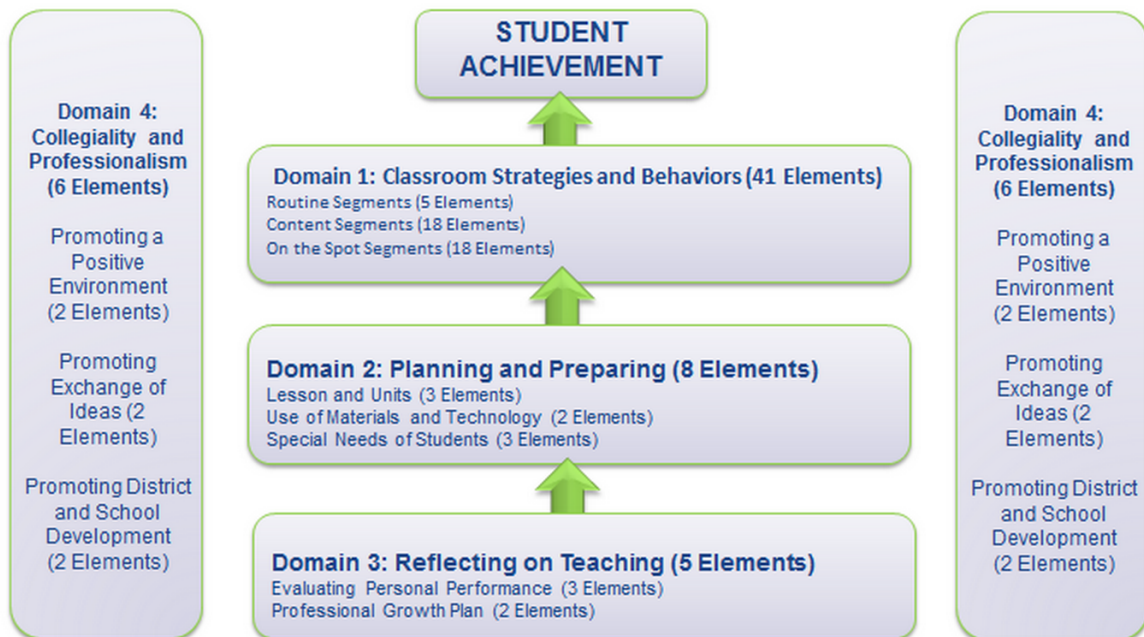 Domain 4:
Collegiality and
Professionalism
(6 Elements)
Promoting a
Positive
Environment
(2 Elements)
Promoting
Exchange of
Ideas (2
Elements)
Promoting District
and School
Development
(2 Elements)
STUDENT
ACHIEVEMENT
Domain 1: Classroom Strategies and Behaviors (41 Elements)
Routine Segments (5 Elements)
Content Segments (18 Elements)
On the Spot Segments (18 Elements)
Domain 2: Planning and Preparing (8 Elements)
Lesson and Units (3 Elements)
Use of Materials and Technology (2 Elements)
Special Needs of Students (3 Elements)
Domain 3: Reflecting on Teaching (5 Elements)
Evaluating Personal Performance (3 Elements)
Professional Growth Plan (2 Elements)
Domain 4:
Collegiality and
Professionalism
(6 Elements)
Promoting a
Positive
Environment
(2 Elements)
Promoting
Exchange of
Ideas (2
Elements)
Promoting District
and School
Development
(2 Elements)